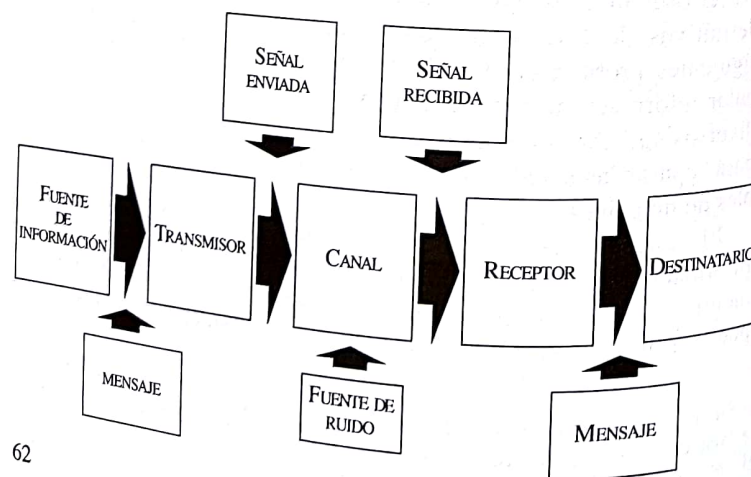 SEÑAL
ENVIADA
SEÑAL
RECIBIDA
FUENTE
DE
INFORMACIÓN
TRANSMISOR
CANAL
RECEPTOR
DESTINATARIO
MENSAJE
FUENTE DE
RUIDO
MENSAJE
62